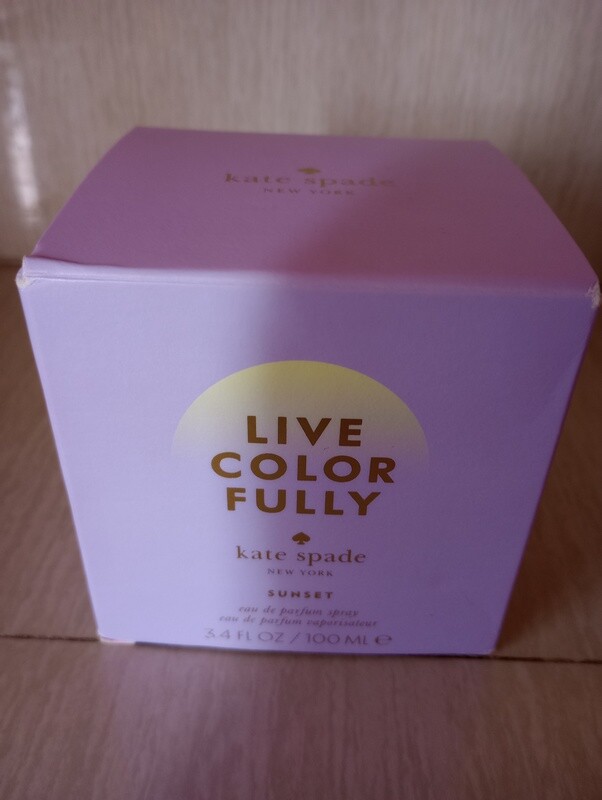 kate spade
NEW YORK
LIVE
COLOR
FULLY
kate spade
NEW YORK
SUNSET
eau de parfum spray
eau de parfum vaporisateur
3.4 FL OZ / 100 ML ℮